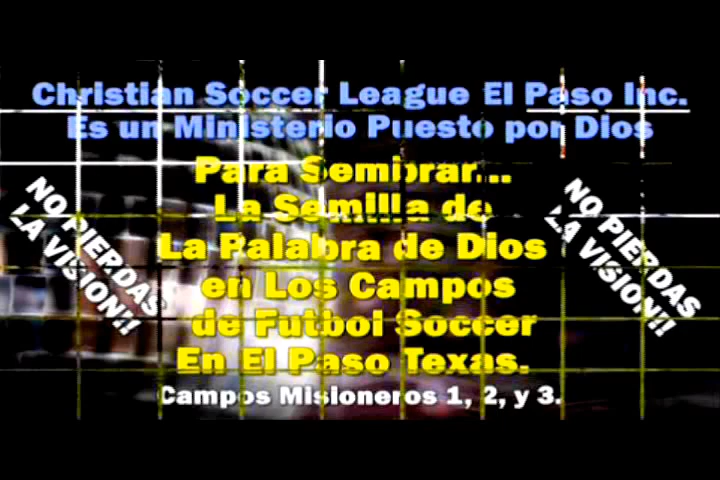 Christian Soccer League El Paso Inc.
Es un Ministerio Puesto por Dios
Para Sembrar...
La Semilla de
La Palabra de Dios
en Los Campos
de Futbol Soccer
En El Paso Texas.
Campos Misioneros 1, 2, y 3.
NO PIERDAS
LA VISION!!
NO PIERDAS
LA VISION!!